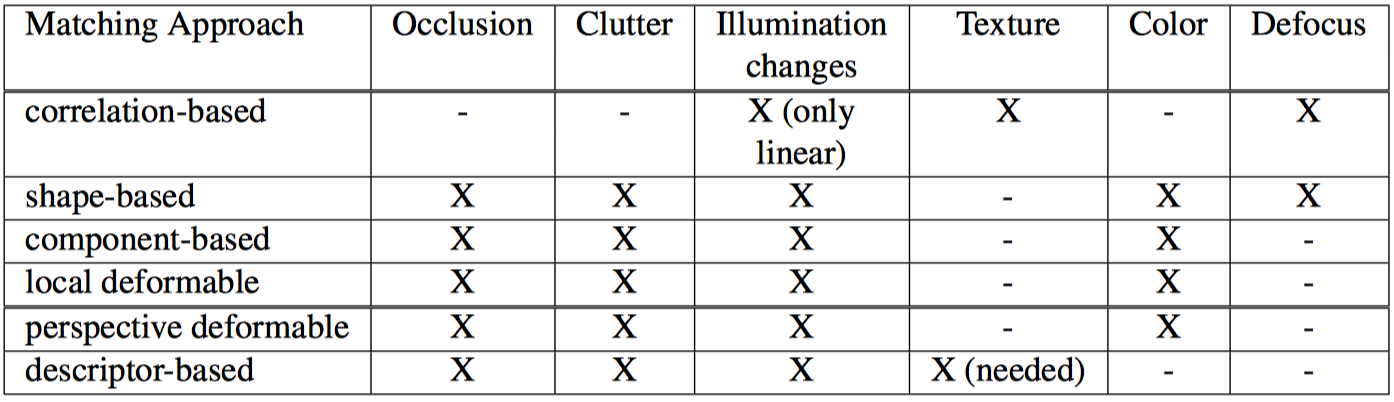 Matching Approach Occlusion Clutter Illumination changes Texture Color Defocus
correlation-based - - X (only linear) X - X
shape-based X X X - X X
component-based X X X - X -
local deformable X X X - X -
perspective deformable X X X - X -
descriptor-based X X X X (needed) - -